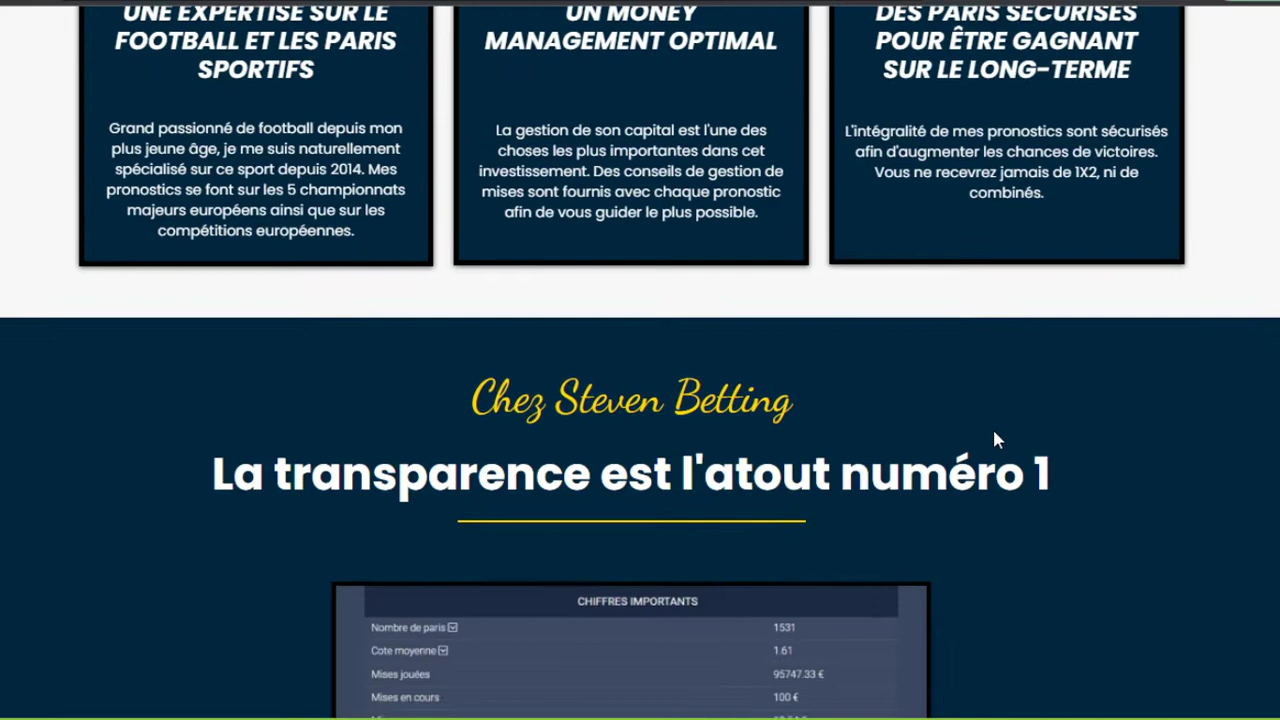 UNE EXPERTISE SUR LE
FOOTBALL ET LES PARIS
SPORTIFS
Grand passionné de football depuis mon
plus jeune âge, je me suis naturellement
spécialisé sur ce sport depuis 2014. Mes
pronostics se font sur les 5 championnats
majeurs européens ainsi que sur les
compétitions européennes.
UN MONEY
MANAGEMENT OPTIMAL
La gestion de son capital est l'une des
choses les plus importantes dans cet
investissement. Des conseils de gestion de
mises sont fournis avec chaque pronostic
afin de vous guider le plus possible.
DES PARIS SÉCURISÉS
POUR ÊTRE GAGNANT
SUR LE LONG-TERME
L'intégralité de mes pronostics sont sécurisés
afin d'augmenter les chances de victoires.
Vous ne recevrez jamais de 1X2, ni de
combinés.
Chez Steven Betting
La transparence est l'atout numéro 1
CHIFFRES IMPORTANTS
Nombre de paris 1531
Cote moyenne 1.61
Mises jouées 95747.33 €
Mises en cours 100 €